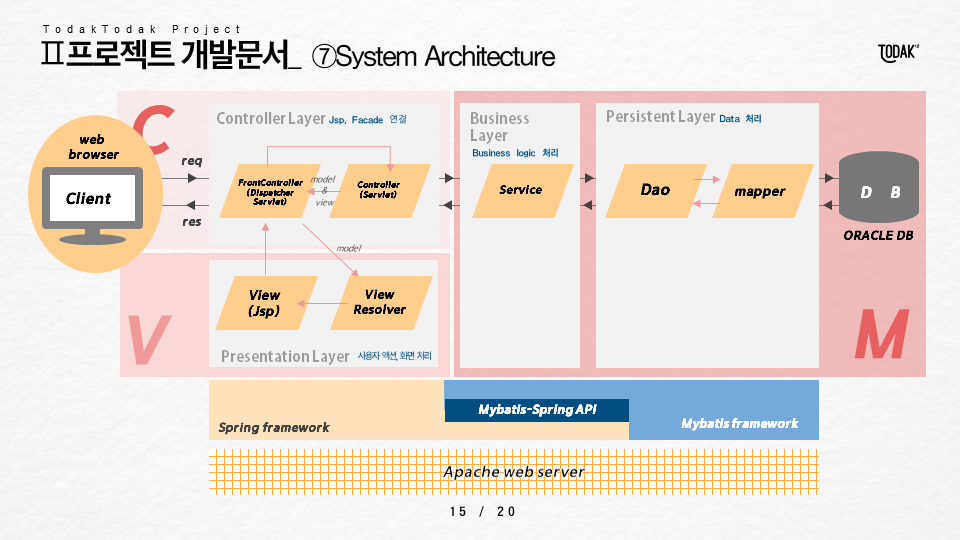 TodakTodak Project
Ⅱ프로젝트 개발문서_ ⑦System Architecture
TODAK
C
Controller Layer Jsp, Facade 연결
Business
Layer
Business logic 처리
Persistent Layer Data 처리
web
browser
Client
req
res
FrontController
(Dispatcher
Servlet)
model
&
view
Controller
(Servlet)
Service
Dao
mapper
D B
ORACLE DB
model
View
(Jsp)
View
Resolver
V
M
Presentation Layer 사용자 액션, 화면 처리
Mybatis-Spring API
Spring framework
Mybatis framework
Apache web server
15 / 20